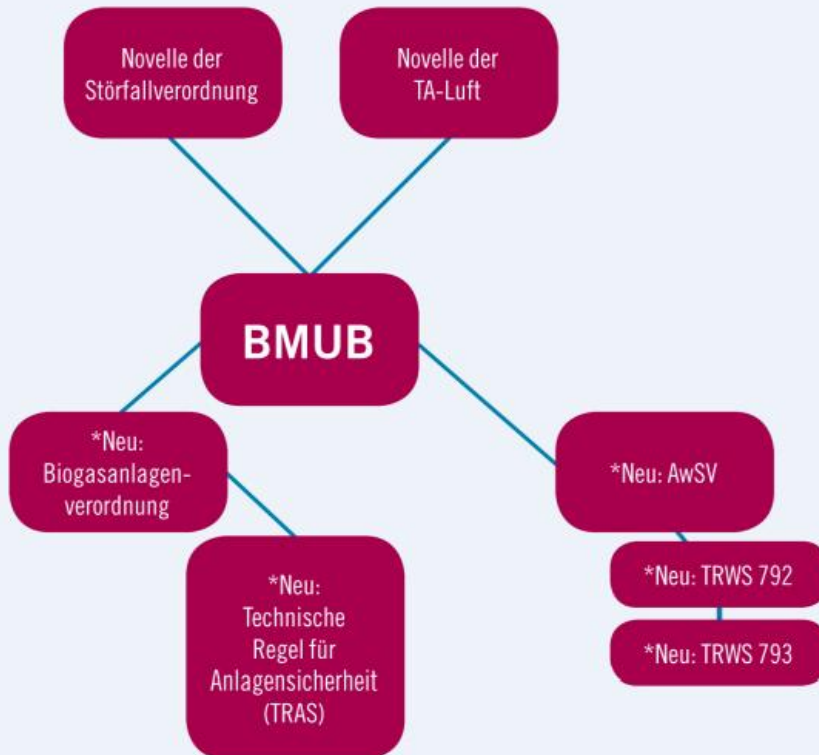 Novelle der
Störfallverordnung
Novelle der
TA-Luft
BMUB
*Neu:
Biogasanlagen-
verordnung
*Neu: AwSV
*Neu:
Technische
Regel für
Anlagensicherheit
(TRAS)
*Neu: TRWS 792
*Neu: TRWS 793